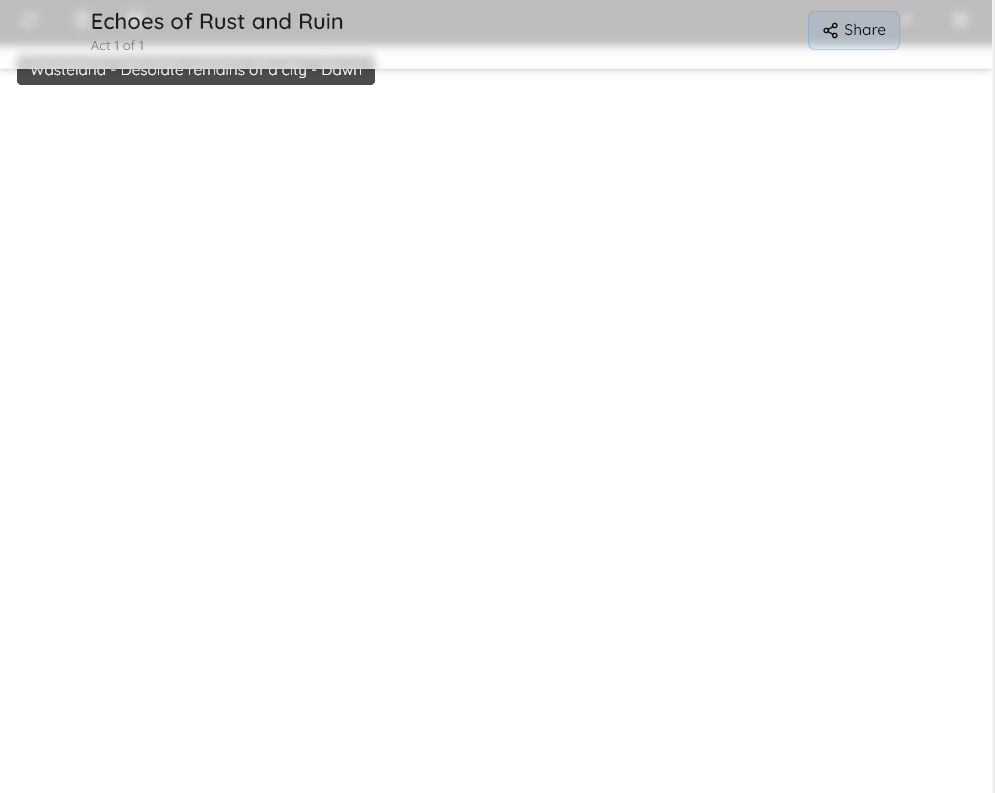 Echoes of Rust and Ruin
Act 1 of 1
Share
Wasteland - Desolate remains of a city - Dawn